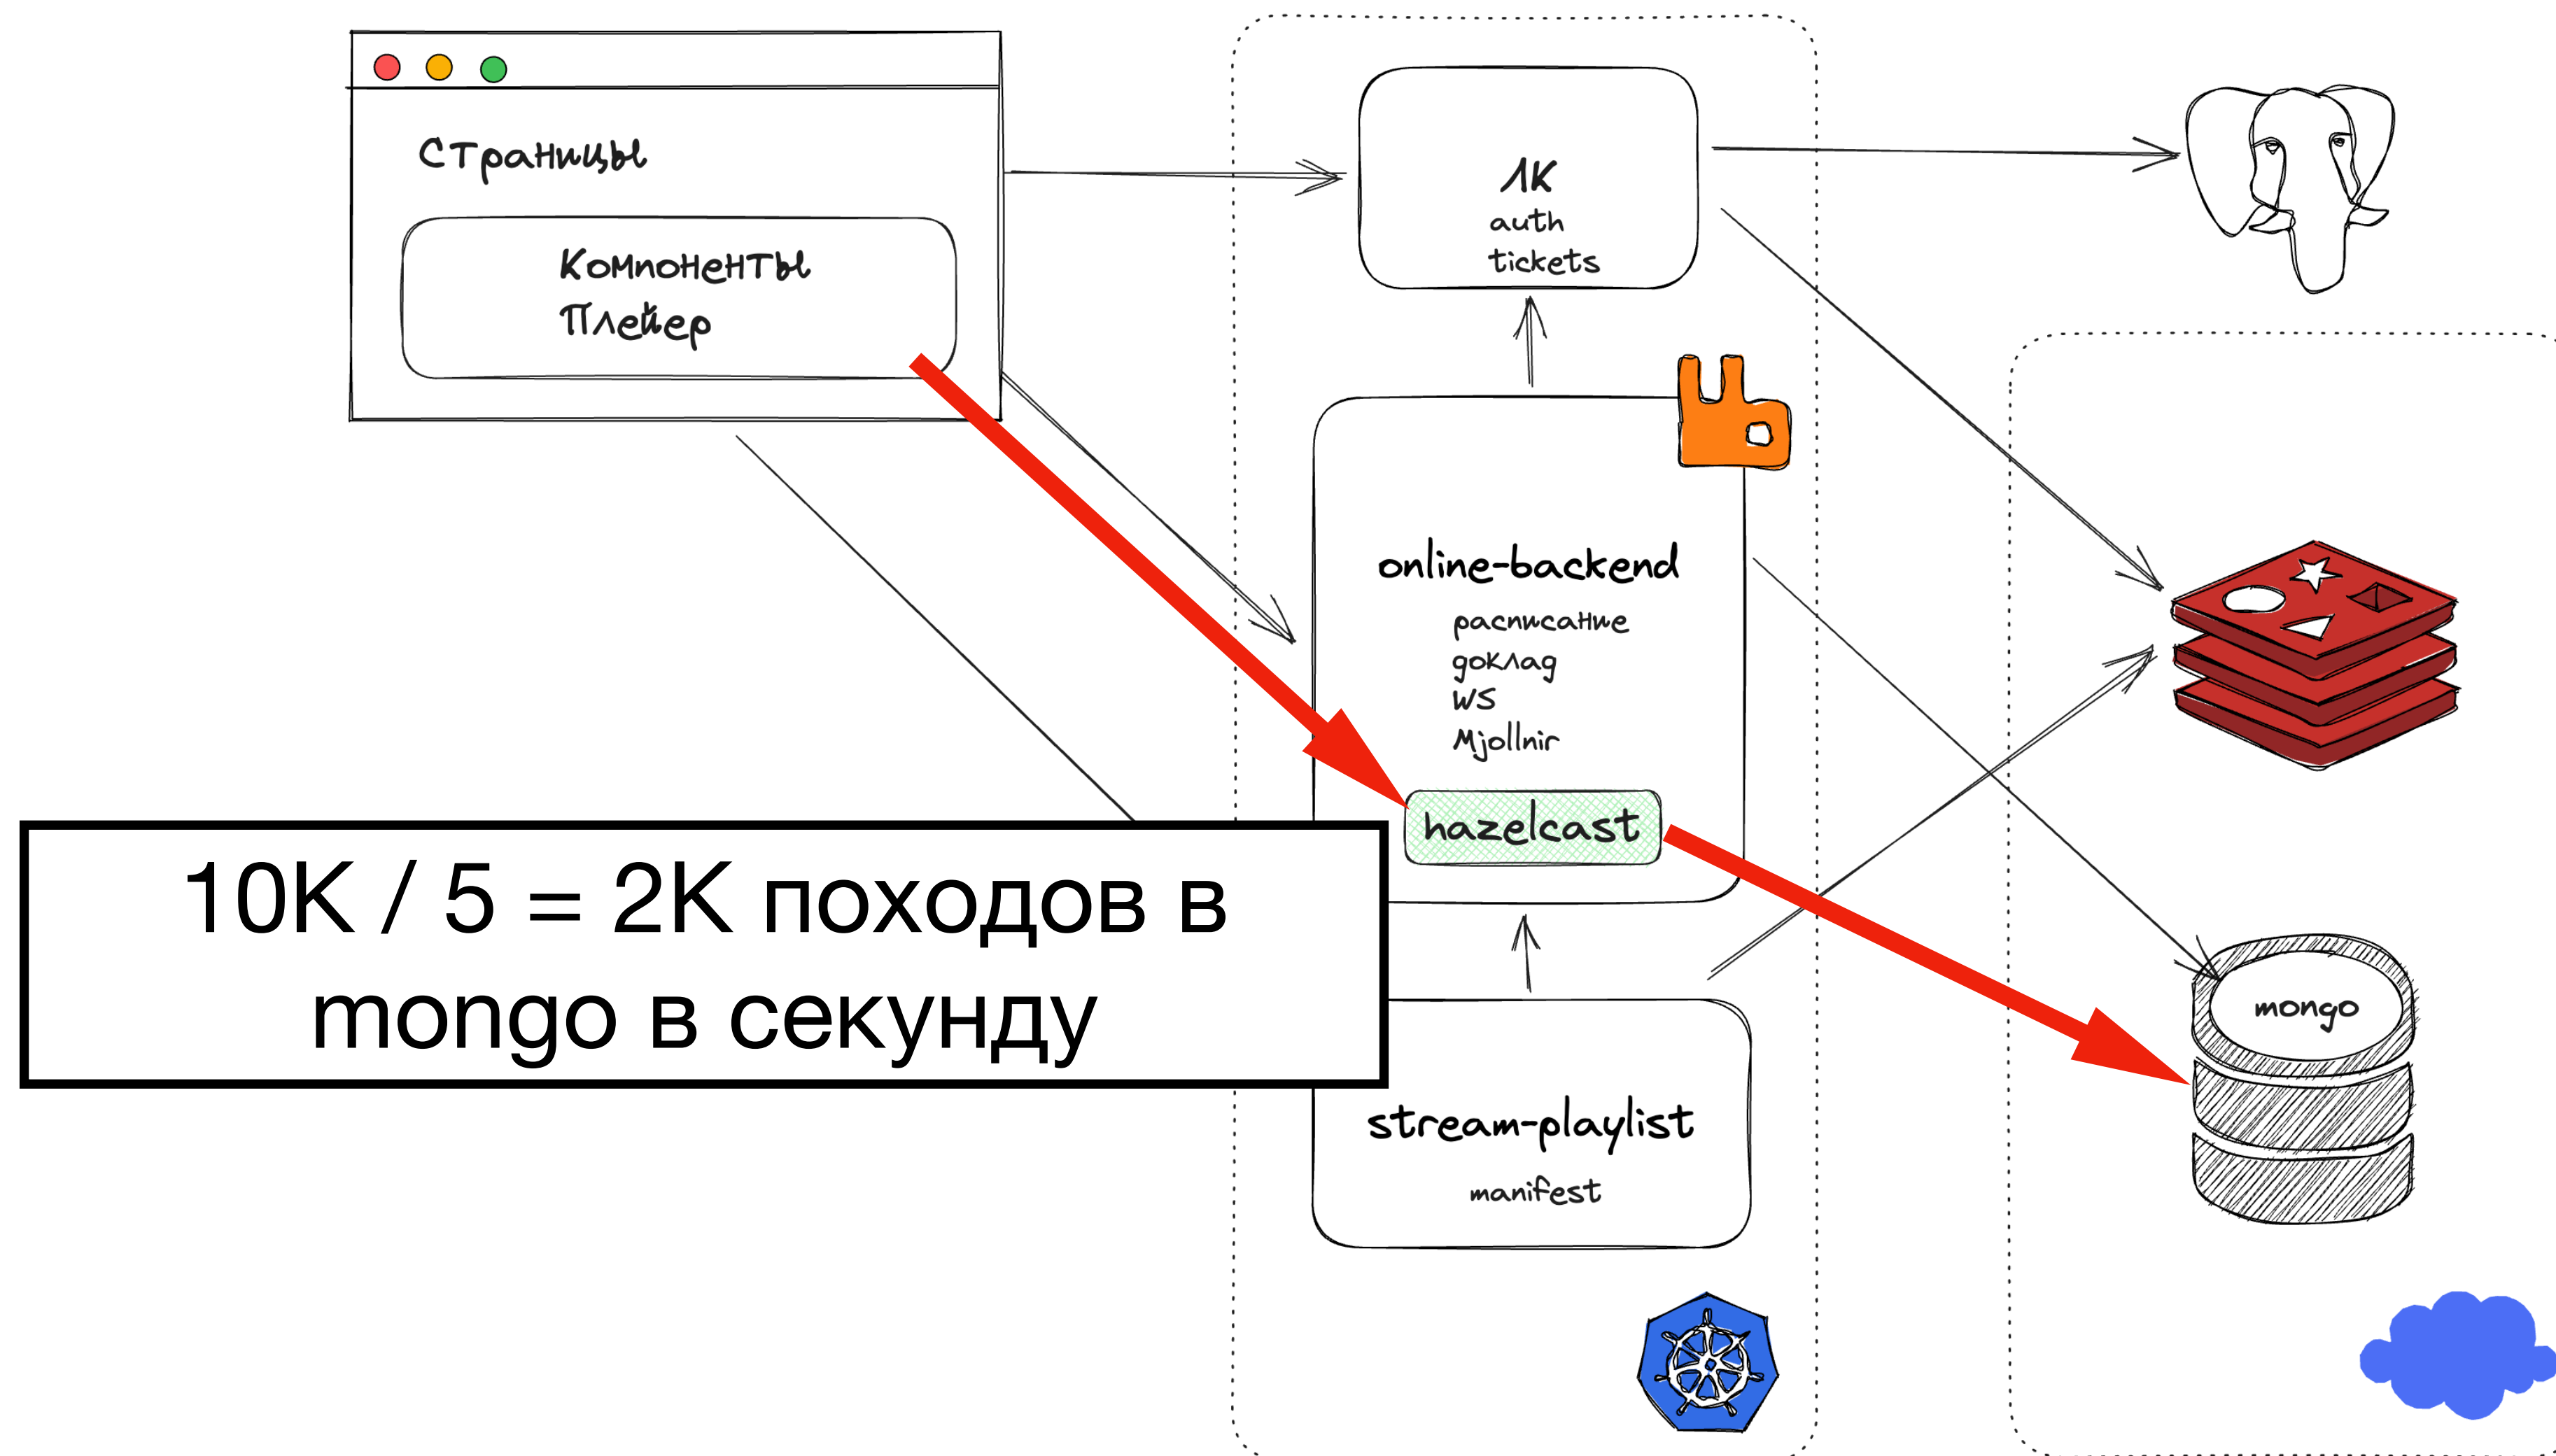 Страницы
Компоненты
Плейер
ЛК
auth
tickets
online-backend
расписание
доклад
WS
Mjollnir
hazelcast
10K / 5 = 2K походов в
mongo в секунду
mongo
stream-playlist
manifest